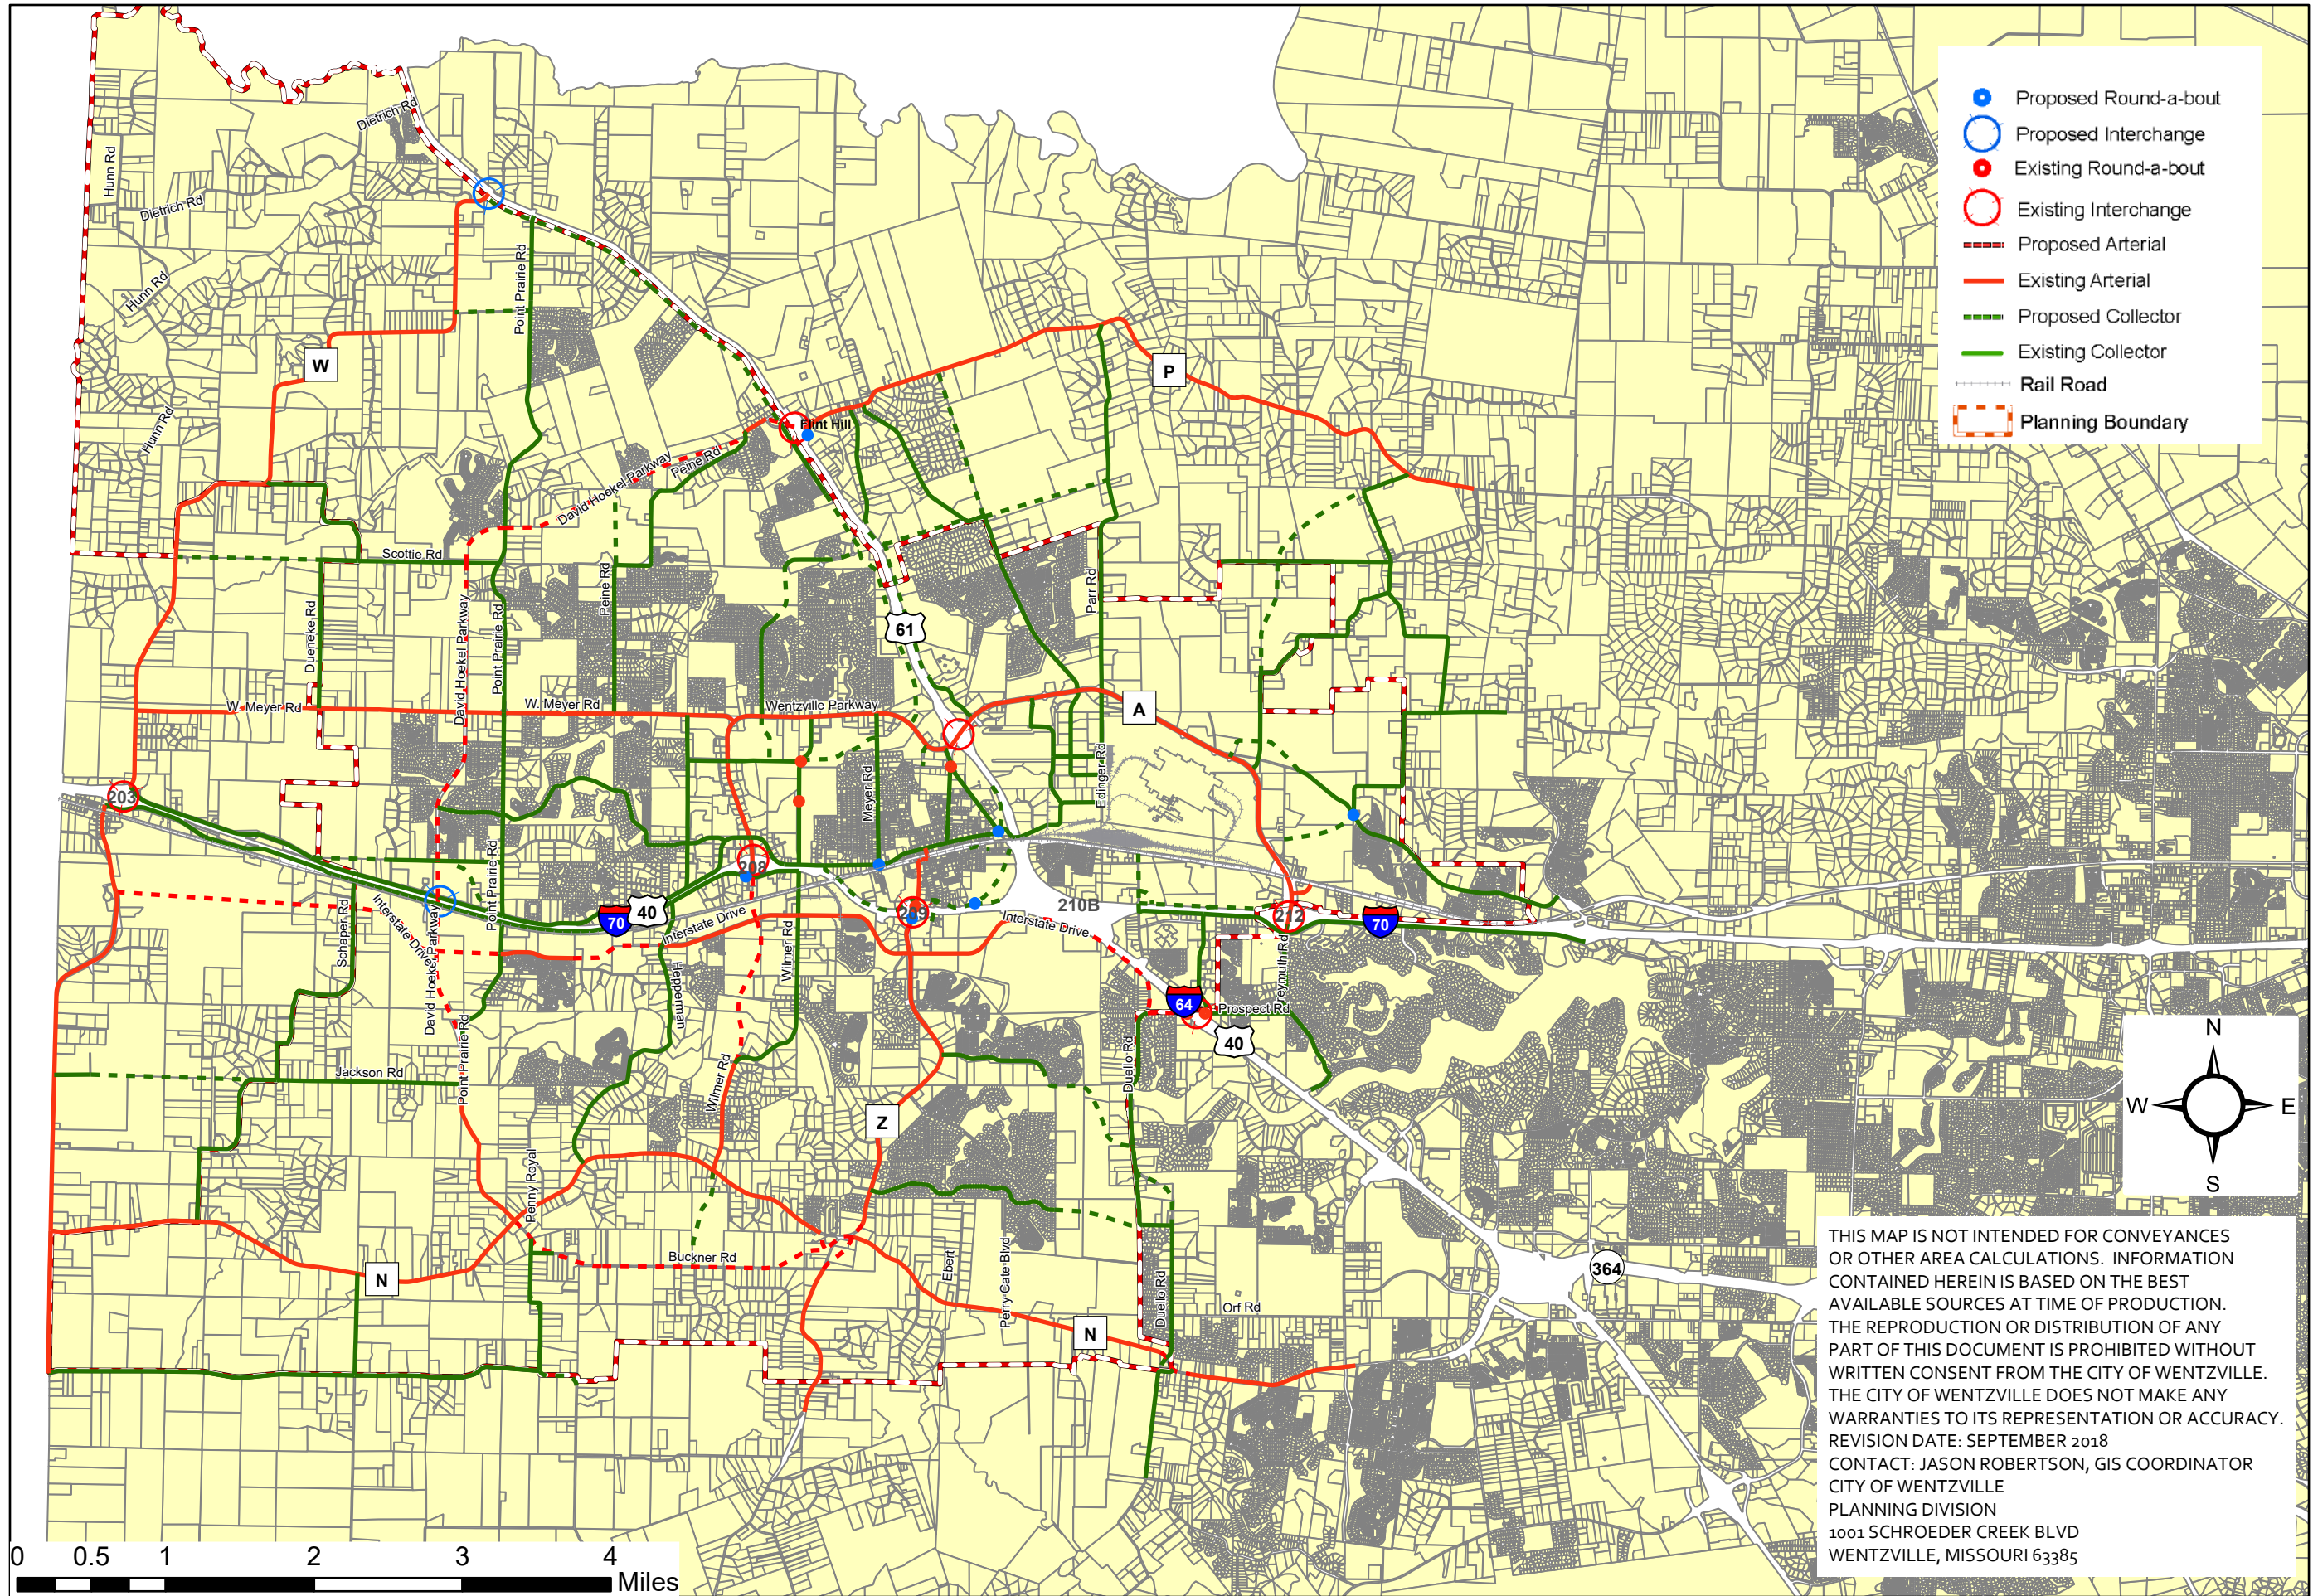 Proposed Round-a-bout
Proposed Interchange
Existing Round-a-bout
Existing Interchange
Proposed Arterial
Existing Arterial
Proposed Collector
Existing Collector
Rail Road
Planning Boundary
Dietrich Rd
Hunn Rd
Dietrich Rd
Point Prairie Rd
Hunn Rd
W
P
Hunn Rd
Flint Hill
David Hoekel Parkway
Peine Rd
Scottie Rd
Peine Rd
Parr Rd
Dueneke Rd
David Hoekel Parkway
Point Prairie Rd
61
W. Meyer Rd
W. Meyer Rd
Wentzville Parkway
A
Meyer Rd
Edinger Rd
203
208
Point Prairie Rd
70
40
209
210B
212
70
Interstate Drive
Interstate Drive
Interstate Drive
Schaper Rd
David Hoekel Parkway
Wilmer Rd
Hepperman
64
Prospect Rd
40
Point Prairie Rd
Jackson Rd
Wilmer Rd
Duello Rd
Z
Penny Royal
Buckner Rd
Ebert
Perry Cate Blvd
Duello Rd
Orf Rd
N
N
364
N
W
E
S
THIS MAP IS NOT INTENDED FOR CONVEYANCES
OR OTHER AREA CALCULATIONS. INFORMATION
CONTAINED HEREIN IS BASED ON THE BEST
AVAILABLE SOURCES AT TIME OF PRODUCTION.
THE REPRODUCTION OR DISTRIBUTION OF ANY
PART OF THIS DOCUMENT IS PROHIBITED WITHOUT
WRITTEN CONSENT FROM THE CITY OF WENTZVILLE.
THE CITY OF WENTZVILLE DOES NOT MAKE ANY
WARRANTIES TO ITS REPRESENTATION OR ACCURACY.
REVISION DATE: SEPTEMBER 2018
CONTACT: JASON ROBERTSON, GIS COORDINATOR
CITY OF WENTZVILLE
PLANNING DIVISION
1001 SCHROEDER CREEK BLVD
WENTZVILLE, MISSOURI 63385
0 0.5 1 2 3 4
Miles